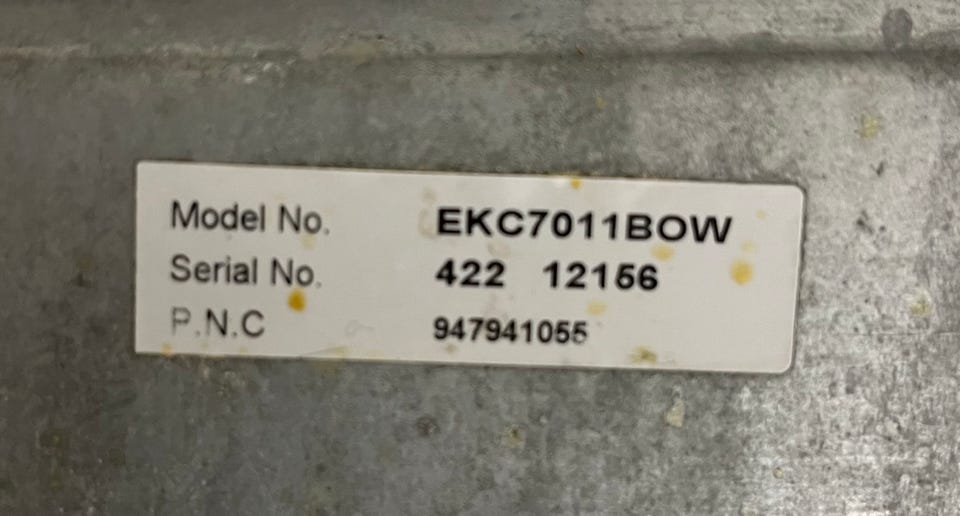 Model No. EKC7011BOW
Serial No. 422 12156
P.N.C 947941055